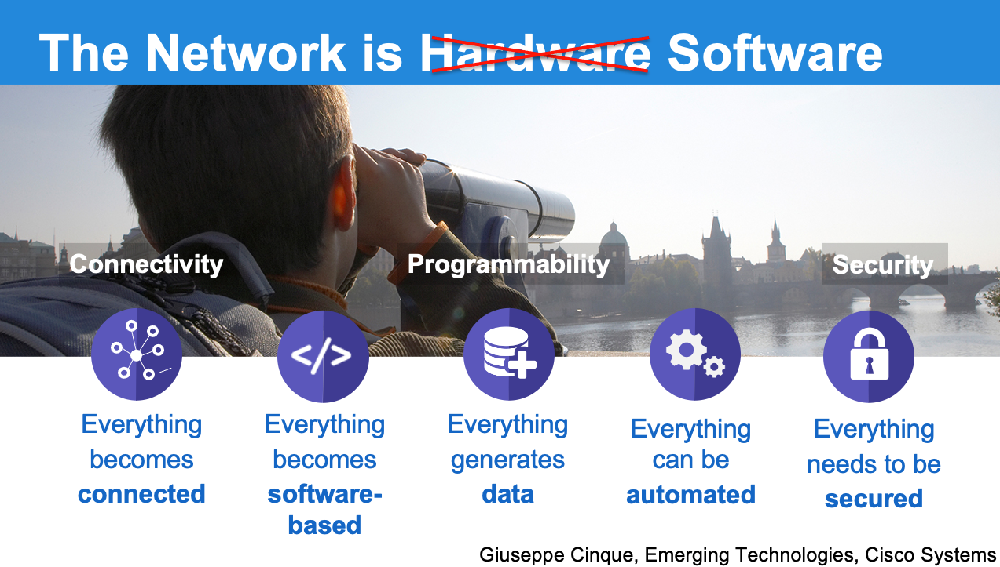 The Network is Hardware Software
Connectivity
Programmability
Security
</>
Everything
becomes
connected
Everything
becomes
software-
based
Everything
generates
data
Everything
can be
automated
Everything
needs to be
secured
Giuseppe Cinque, Emerging Technologies, Cisco Systems